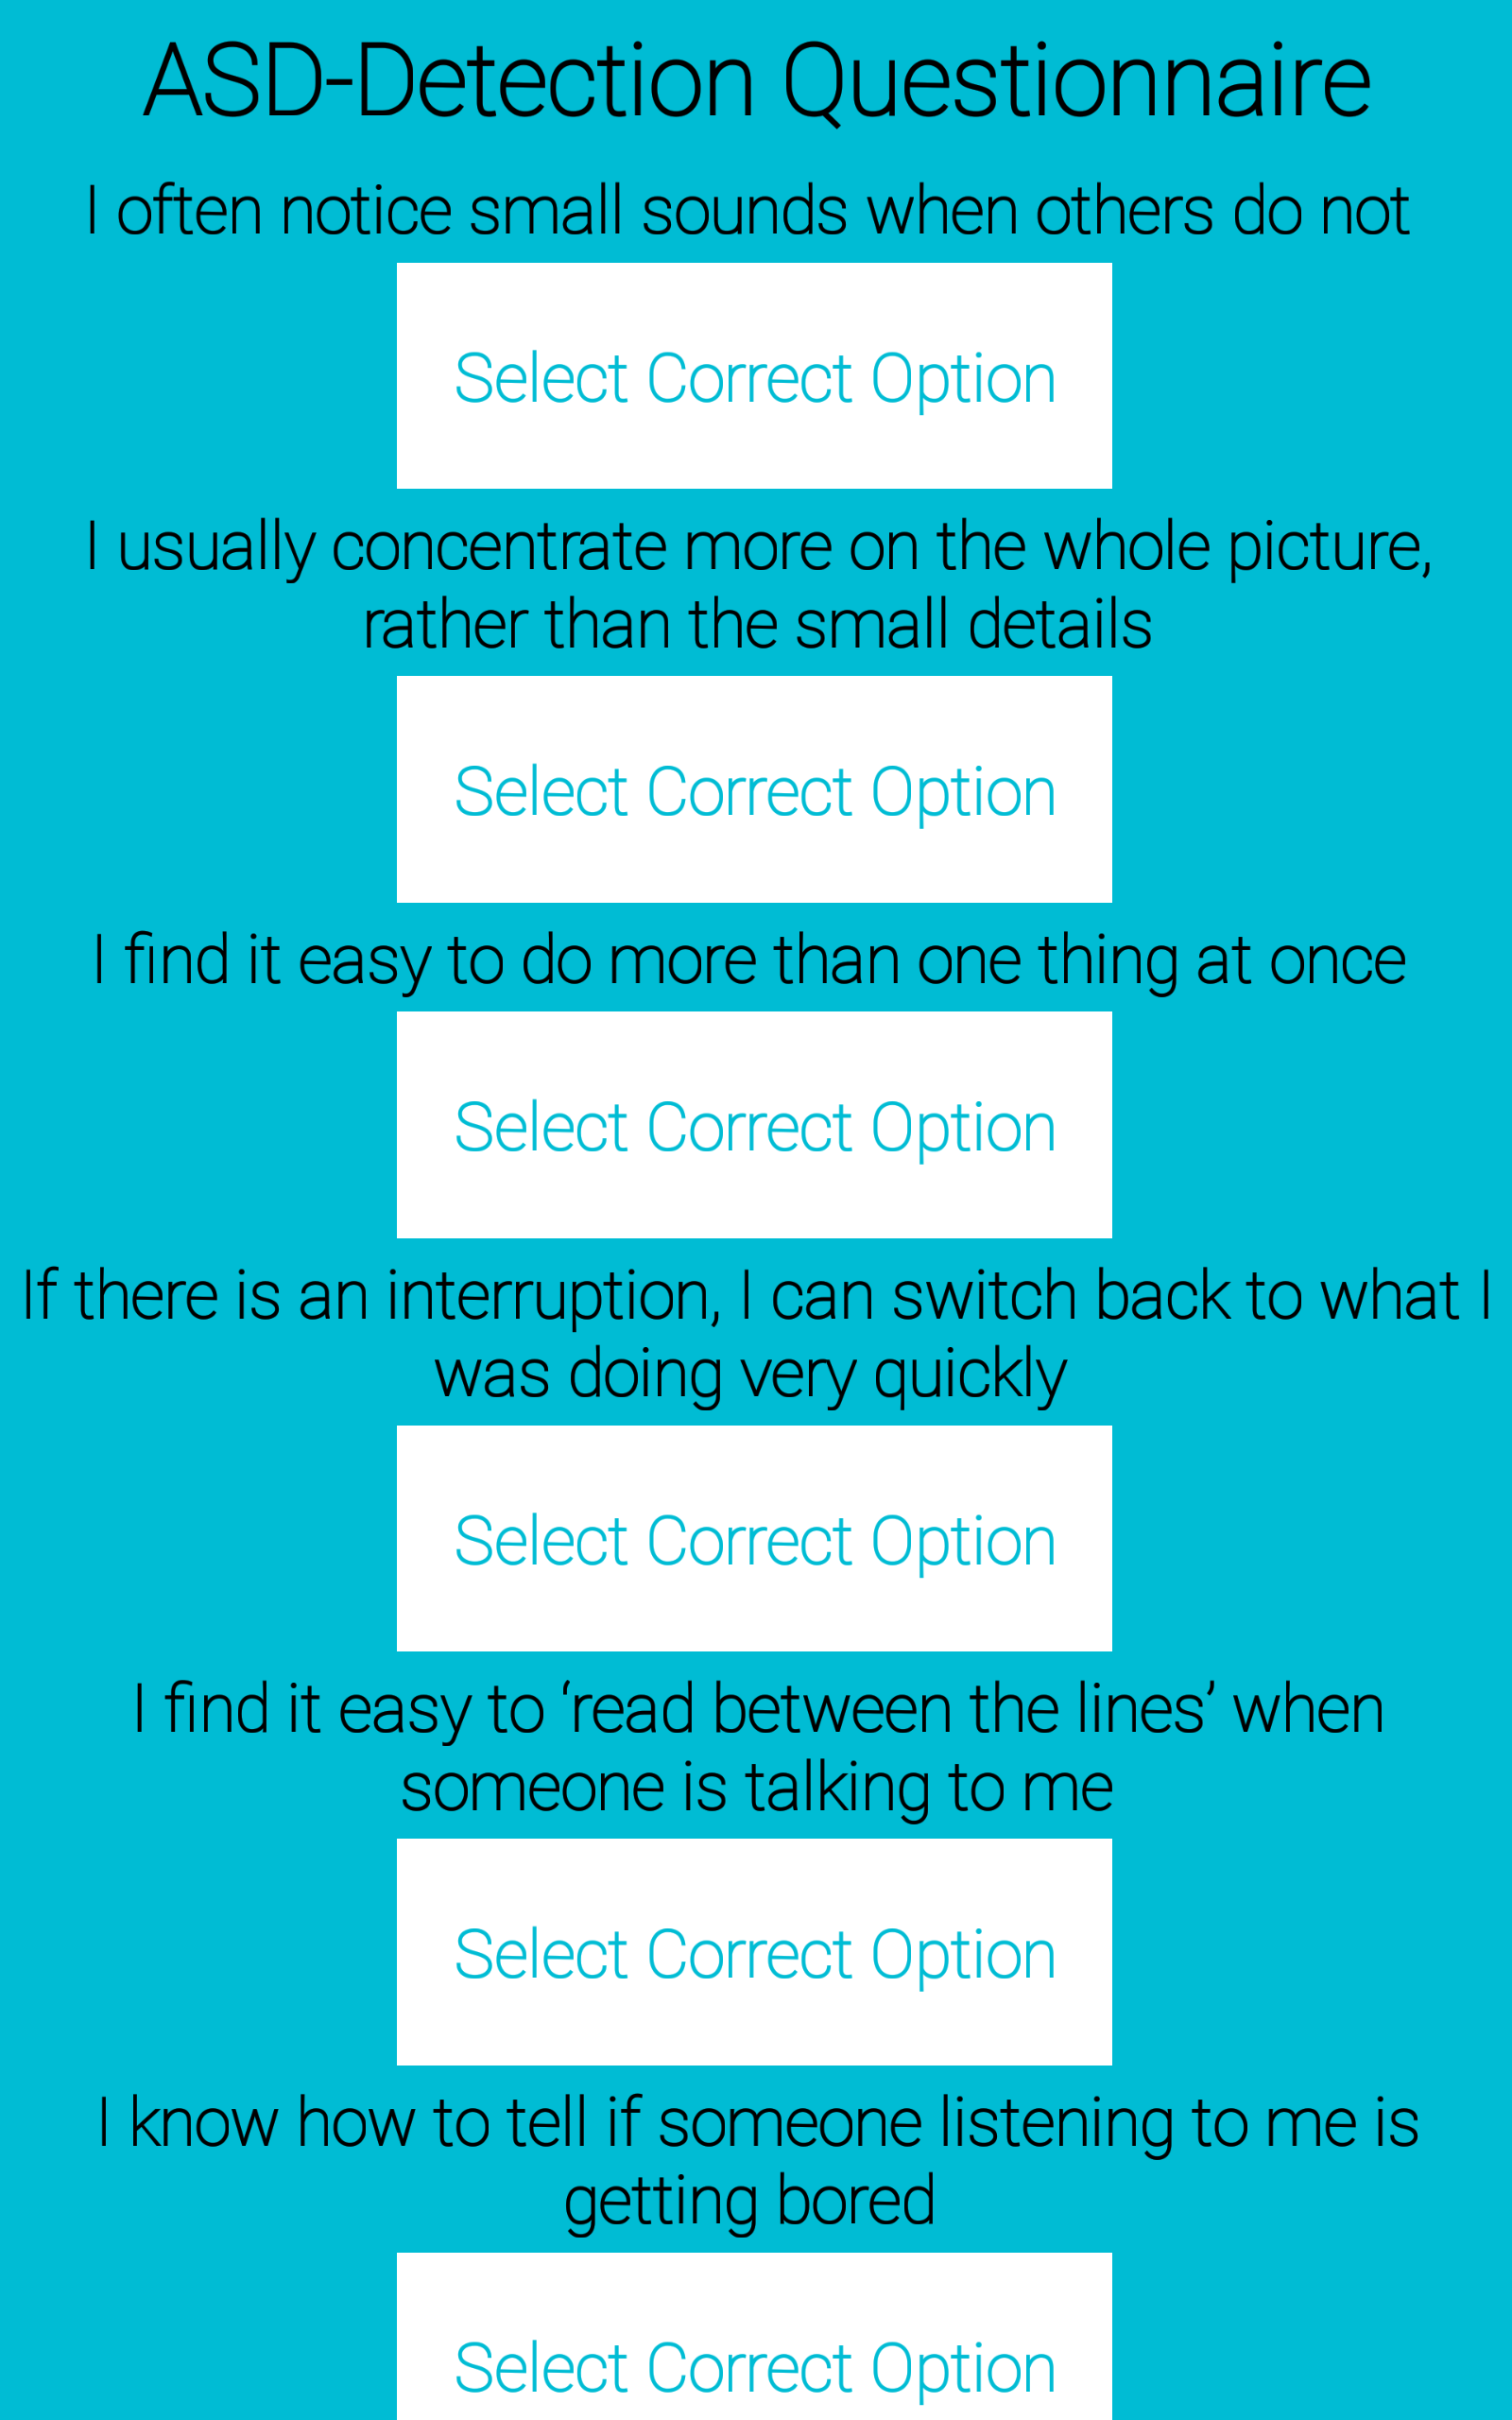 ASD-Detection Questionnaire
I often notice small sounds when others do not
Select Correct Option
I usually concentrate more on the whole picture,
rather than the small details
Select Correct Option
I find it easy to do more than one thing at once
Select Correct Option
If there is an interruption, I can switch back to what I
was doing very quickly
Select Correct Option
I find it easy to ‘read between the lines’ when
someone is talking to me
Select Correct Option
I know how to tell if someone listening to me is
getting bored
Select Correct Option